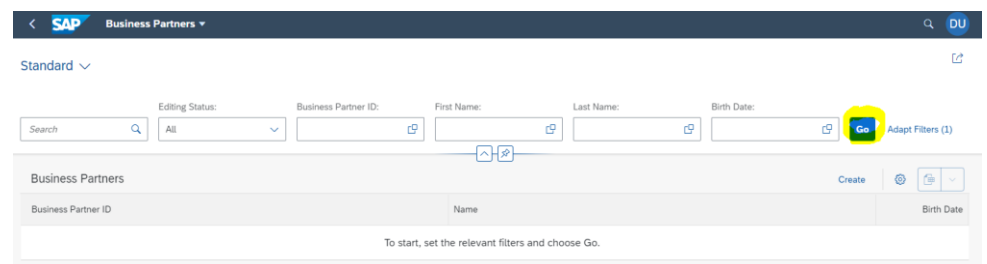 SAP Business Partners DU
Standard
Editing Status: Business Partner ID: First Name: Last Name: Birth Date:
Search All Go Adapt Filters (1)
Business Partners Create
Business Partner ID Name Birth Date
To start, set the relevant filters and choose Go.